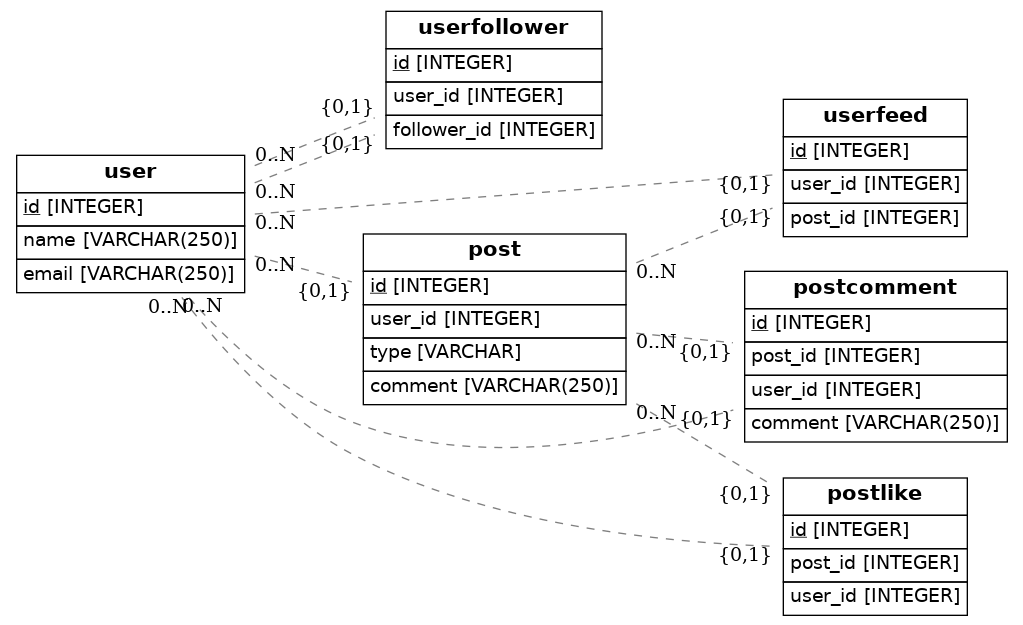 userfollower
id [INTEGER]
user_id [INTEGER]
follower_id [INTEGER]
{0,1}
{0,1}
user
id [INTEGER]
name [VARCHAR(250)]
email [VARCHAR(250)]
0..N
0..N
0..N
0..N
0..N
0..N
userfeed
id [INTEGER]
user_id [INTEGER]
post_id [INTEGER]
{0,1}
{0,1}
post
id [INTEGER]
user_id [INTEGER]
type [VARCHAR]
comment [VARCHAR(250)]
{0,1}
0..N
0..N
0..N
postcomment
id [INTEGER]
post_id [INTEGER]
user_id [INTEGER]
comment [VARCHAR(250)]
{0,1}
{0,1}
postlike
id [INTEGER]
post_id [INTEGER]
user_id [INTEGER]
{0,1}
{0,1}